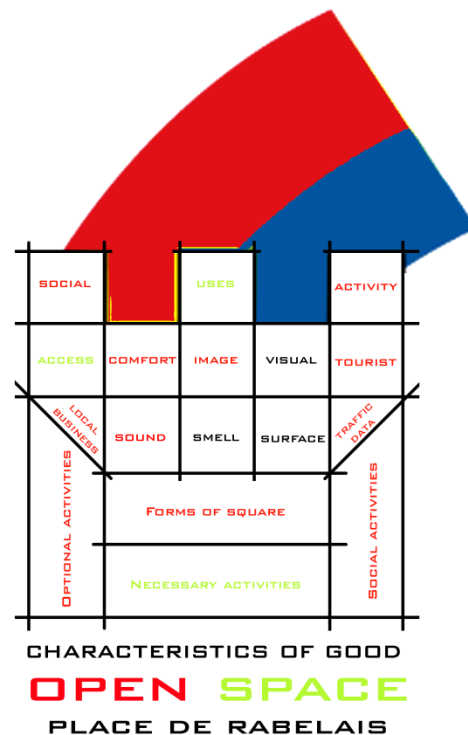 SOCIAL USES ACTIVITY
ACCESS COMFORT IMAGE VISUAL TOURIST
LOCAL BUSINESS
SOUND SMELL SURFACE
TRAFFIC DATA
OPTIONAL ACTIVITIES
FORMS OF SQUARE
SOCIAL ACTIVITIES
NECESSARY ACTIVITIES
CHARACTERISTICS OF GOOD
OPEN SPACE
PLACE DE RABELAIS